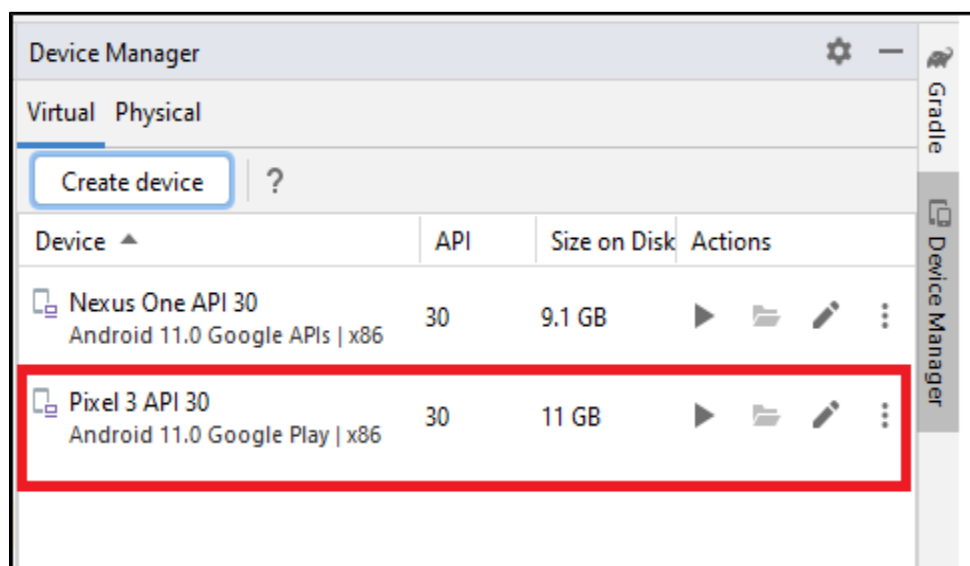 Device Manager
Virtual Physical
Create device ?
Device API Size on Disk Actions
Nexus One API 30
Android 11.0 Google APIs | x86
30 9.1 GB
Pixel 3 API 30
Android 11.0 Google Play | x86
30 11 GB
Gradle
Device Manager